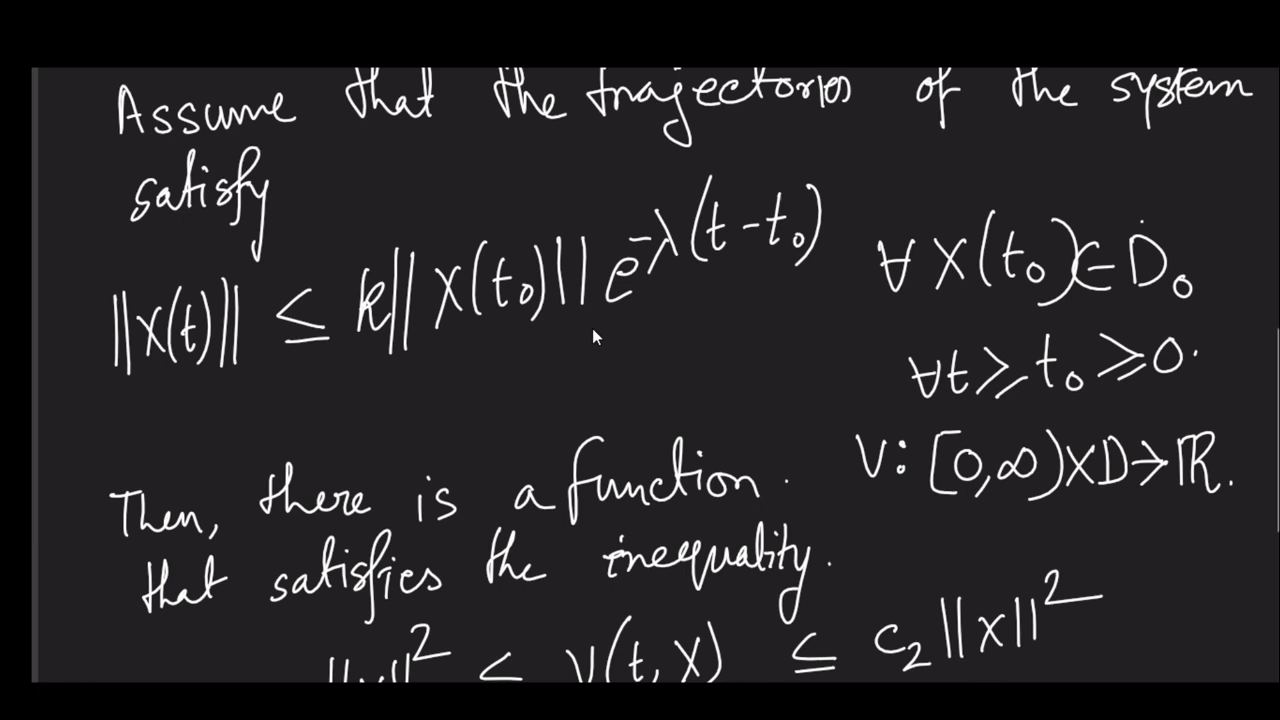 Assume that the trajectories of the system
satisfy
||x(t)|| ≤ k||x(t₀)||e^{-λ(t-t₀)} ∀ x(t₀) ∈ D₀
∀t ≥ t₀ ≥ 0.
Then, there is a function. V: [0,∞)×D→ℝ.
that satisfies the inequality.
||x||² ≤ V(t,x) ≤ c₂||x||²